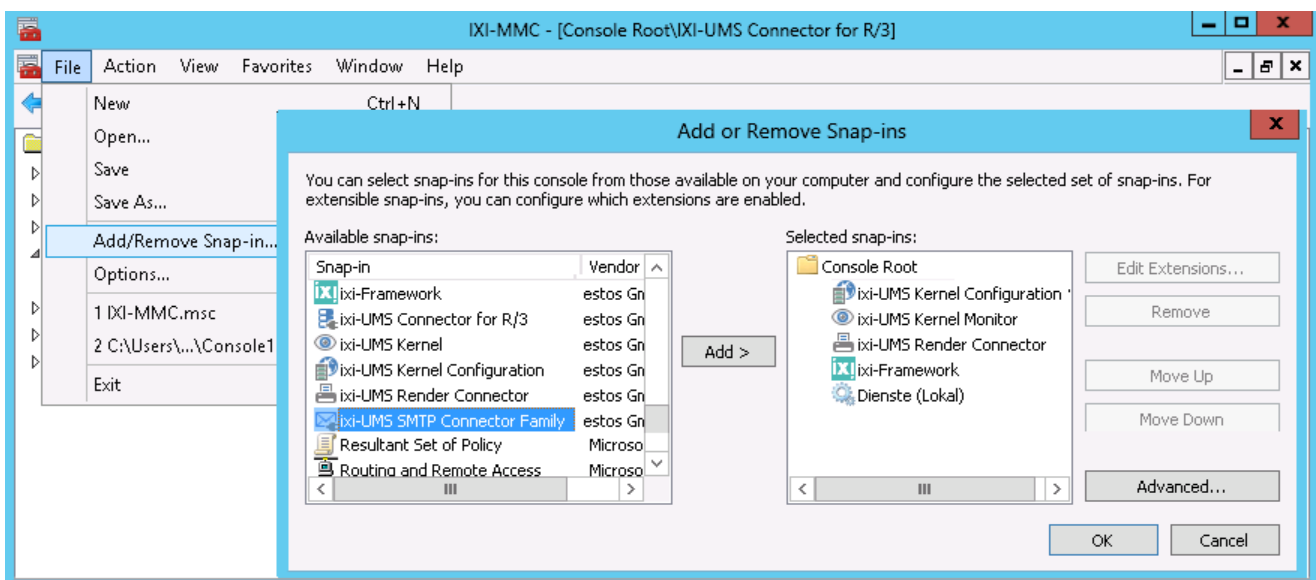 IXI-MMC - [Console Root\IXI-UMS Connector for R/3]
File Action View Favorites Window Help
New Ctrl+N
Open...
Save
Save As...
Add/Remove Snap-in...
Options...
1 IXI-MMC.msc
2 C:\Users\...\Console1
Exit
Add or Remove Snap-ins
You can select snap-ins for this console from those available on your computer and configure the selected set of snap-ins. For
extensible snap-ins, you can configure which extensions are enabled.
Available snap-ins:
Snap-in Vendor
ixi-Framework estos Gn
ixi-UMS Connector for R/3 estos Gn
ixi-UMS Kernel estos Gn
ixi-UMS Kernel Configuration estos Gn
ixi-UMS Render Connector estos Gn
ixi-UMS SMTP Connector Family estos Gn
Resultant Set of Policy Microso
Routing and Remote Access Microso
Add >
Selected snap-ins:
Console Root
ixi-UMS Kernel Configuration
ixi-UMS Kernel Monitor
ixi-UMS Render Connector
ixi-Framework
Dienste (Lokal)
Edit Extensions...
Remove
Move Up
Move Down
Advanced...
OK Cancel